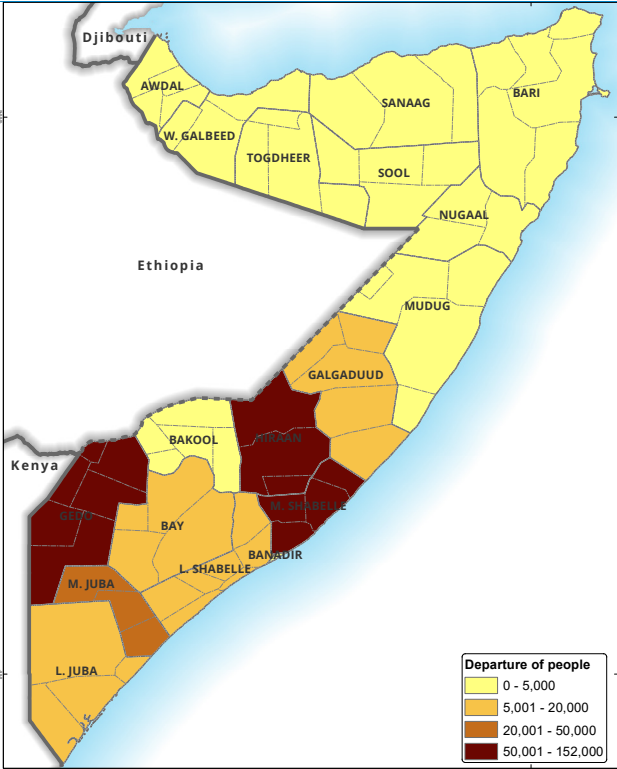 Djibouti
AWDAL
SANAAG
BARI
W. GALBEED
TOGDHEER
SOOL
NUGAAL
Ethiopia
MUDUG
GALGADUUD
BAKOOL
HIRAAN
Kenya
M. SHABELLE
GEDO
BAY
BANADIR
L. SHABELLE
M. JUBA
L. JUBA
Departure of people
0 - 5,000
5,001 - 20,000
20,001 - 50,000
50,001 - 152,000